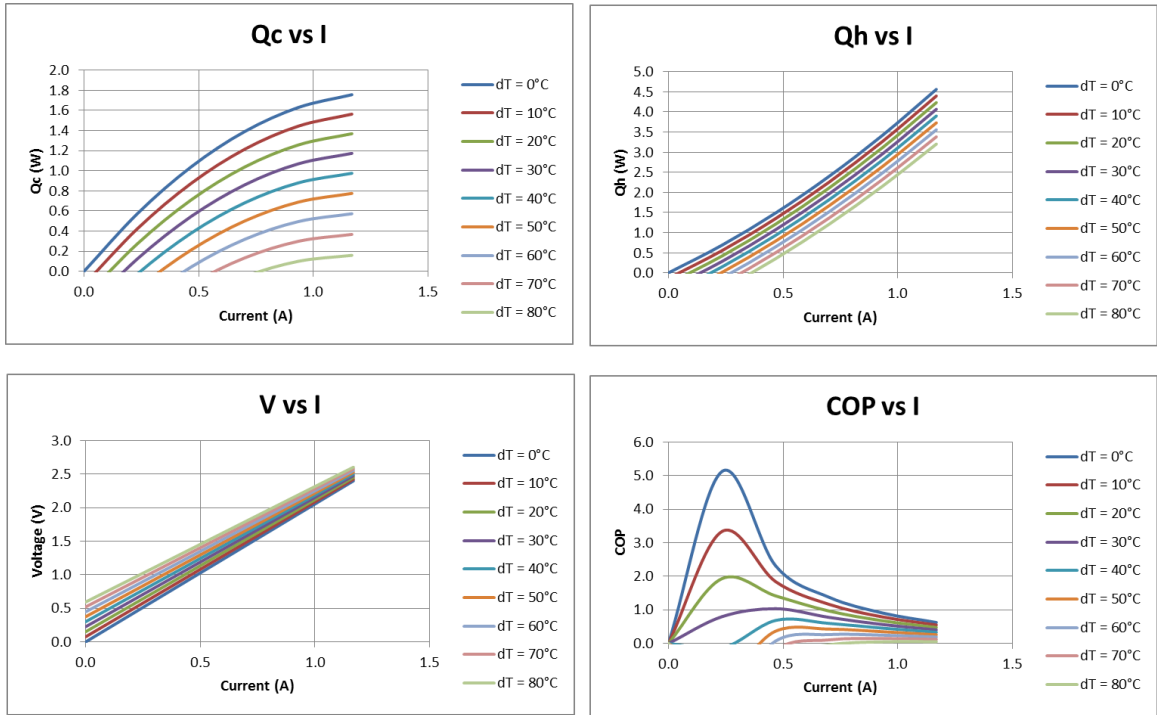 Qc vs I
Qc (W)
2.0
1.8
1.6
1.4
1.2
1.0
0.8
0.6
0.4
0.2
0.0
0.0 0.5 1.0 1.5
Current (A)
dT = 0°C
dT = 10°C
dT = 20°C
dT = 30°C
dT = 40°C
dT = 50°C
dT = 60°C
dT = 70°C
dT = 80°C
Qh vs I
Qh (W)
5.0
4.5
4.0
3.5
3.0
2.5
2.0
1.5
1.0
0.5
0.0
0.0 0.5 1.0 1.5
Current (A)
dT = 0°C
dT = 10°C
dT = 20°C
dT = 30°C
dT = 40°C
dT = 50°C
dT = 60°C
dT = 70°C
dT = 80°C
V vs I
Voltage (V)
3.0
2.5
2.0
1.5
1.0
0.5
0.0
0.0 0.5 1.0 1.5
Current (A)
dT = 0°C
dT = 10°C
dT = 20°C
dT = 30°C
dT = 40°C
dT = 50°C
dT = 60°C
dT = 70°C
dT = 80°C
COP vs I
COP
6.0
5.0
4.0
3.0
2.0
1.0
0.0
0.0 0.5 1.0 1.5
Current (A)
dT = 0°C
dT = 10°C
dT = 20°C
dT = 30°C
dT = 40°C
dT = 50°C
dT = 60°C
dT = 70°C
dT = 80°C